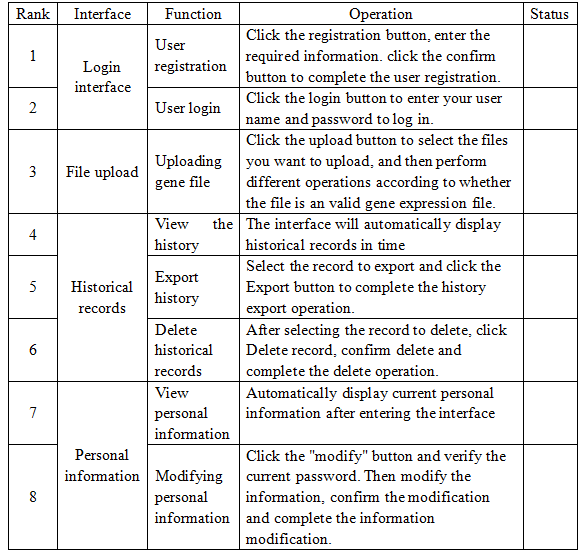 Rank Interface Function Operation Status
1
Login interface
User registration
Click the registration button, enter the
required information. click the confirm
button to complete the user registration.
2
User login
Click the login button to enter your user
name and password to log in.
3
File upload
Uploading
gene file
Click the upload button to select the files
you want to upload, and then perform
different operations according to whether
the file is an valid gene expression file.
4
Historical
records
View the
history
The interface will automatically display
historical records in time
5
Export
history
Select the record to export and click the
Export button to complete the history
export operation.
6
Delete
historical
records
After selecting the record to delete, click
Delete record, confirm delete and
complete the delete operation.
7
Personal
information
View
personal
information
Automatically display current personal
information after entering the interface
8
Modifying
personal
information
Click the "modify" button and verify the
current password. Then modify the
information, confirm the modification
and complete the information
modification.